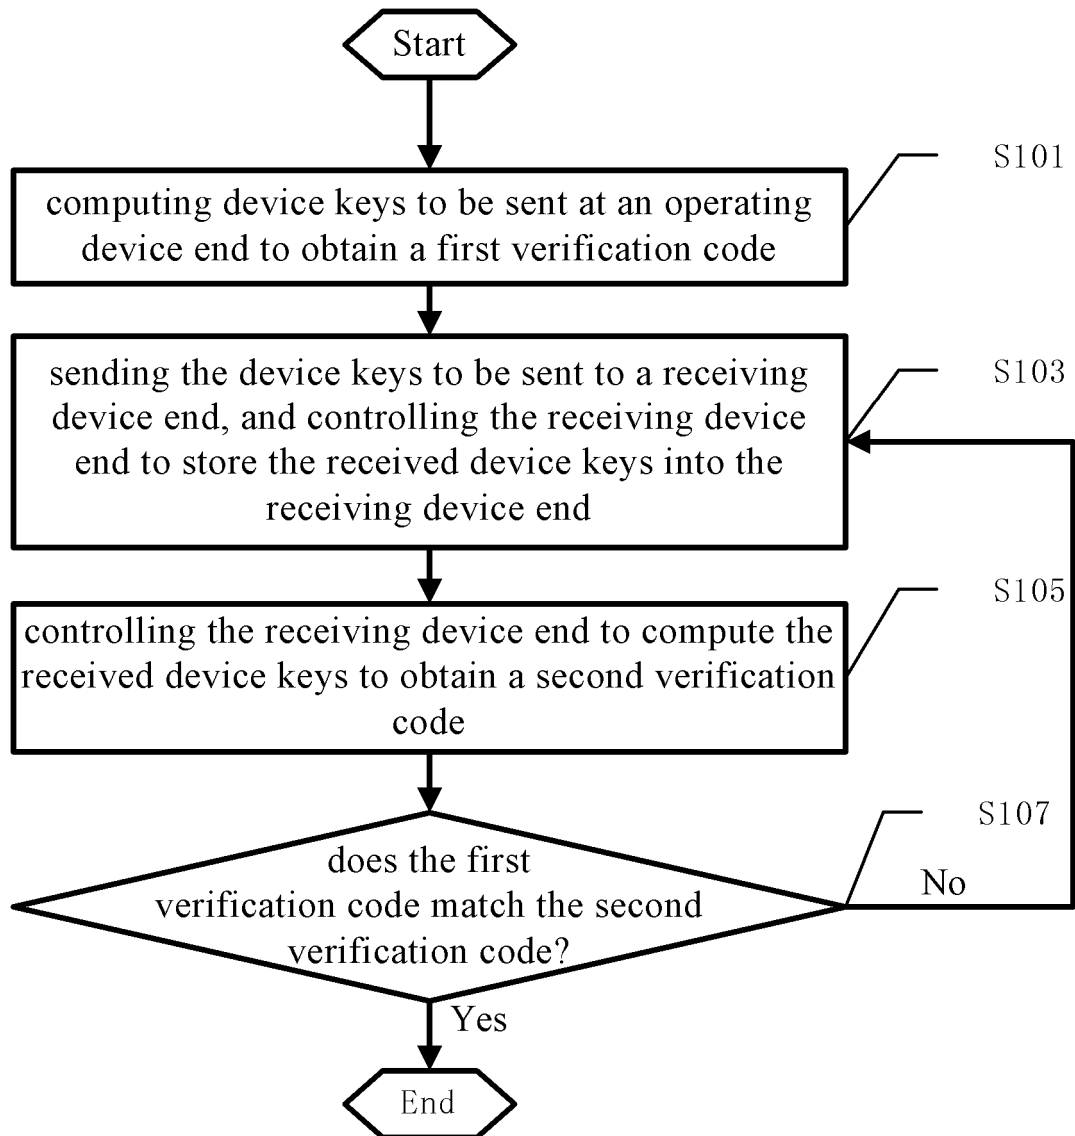 Start
S101
computing device keys to be sent at an operating
device end to obtain a first verification code
S103
sending the device keys to be sent to a receiving
device end, and controlling the receiving device
end to store the received device keys into the
receiving device end
S105
controlling the receiving device end to compute the
received device keys to obtain a second verification
code
S107
does the first
verification code match the second
verification code?
No
Yes
End